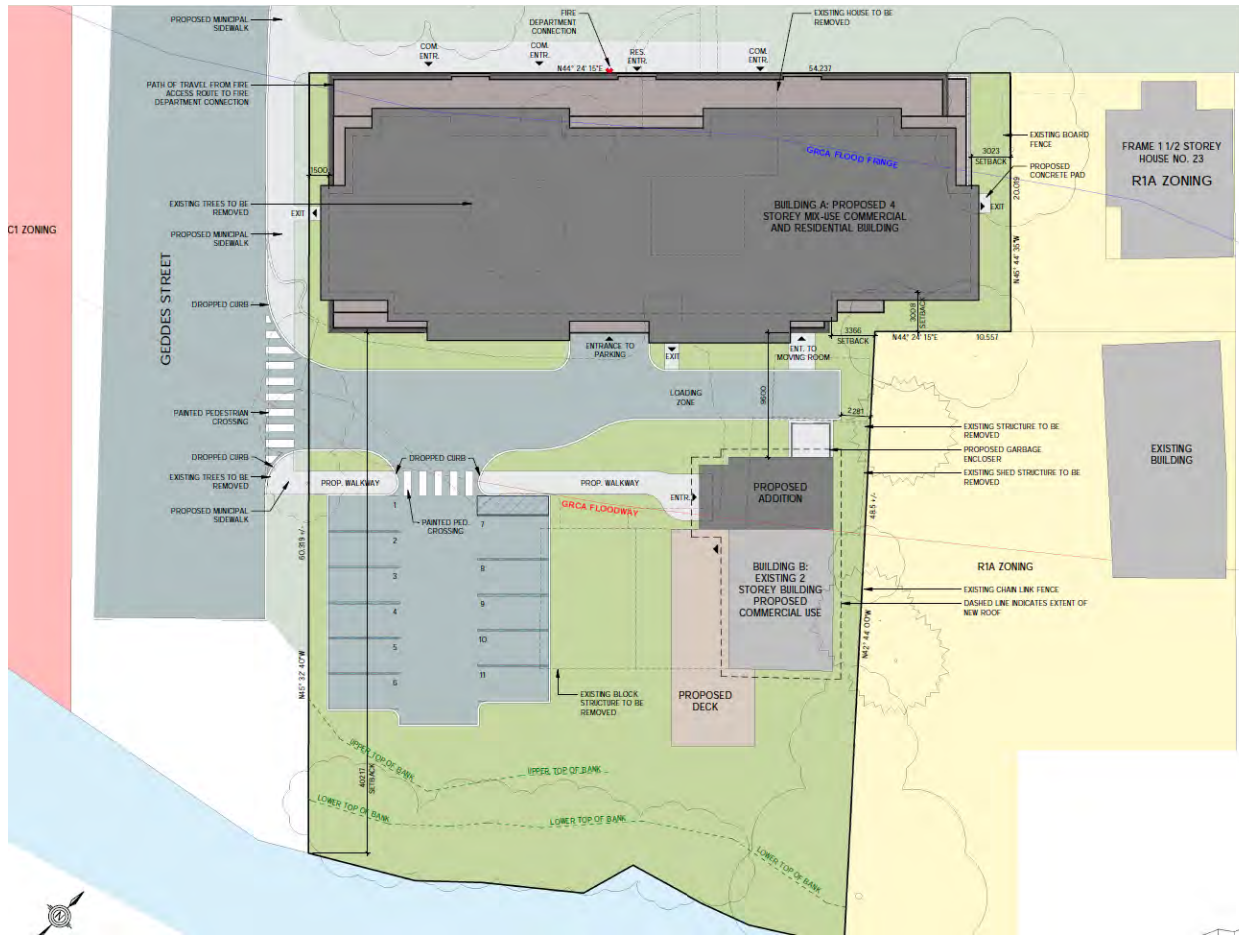 PROPOSED MUNICIPAL
SIDEWALK
FIRE
DEPARTMENT
CONNECTION
EXISTING HOUSE TO BE
REMOVED
COM.
ENTR.
COM.
ENTR.
RES.
ENTR.
COM.
ENTR.
N44° 24' 15"E
54.237
PATH OF TRAVEL FROM FIRE
ACCESS ROUTE TO FIRE
DEPARTMENT CONNECTION
EXISTING BOARD
FENCE
3023
SETBACK
PROPOSED
CONCRETE PAD
FRAME 1 1/2 STOREY
HOUSE NO. 23
R1A ZONING
GRCA FLOOD FRINGE
1500
20.019
EXISTING TREES TO BE
REMOVED
EXIT
EXIT
BUILDING A: PROPOSED 4
STOREY MIX-USE COMMERCIAL
AND RESIDENTIAL BUILDING
C1 ZONING
PROPOSED MUNICIPAL
SIDEWALK
N45° 44' 35"W
GEDDES STREET
DROPPED CURB
3008
SETBACK
3366
SETBACK
N44° 24' 15"E
10.557
ENTRANCE TO
PARKING
EXIT
ENT. TO
MOVING ROOM
LOADING
ZONE
9600
2281
PAINTED PEDESTRIAN
CROSSING
EXISTING STRUCTURE TO BE
REMOVED
PROPOSED GARBAGE
ENCLOSER
EXISTING
BUILDING
DROPPED CURB
DROPPED CURB
EXISTING TREES TO BE
REMOVED
EXISTING SHED STRUCTURE TO BE
REMOVED
PROP. WALKWAY
PROP. WALKWAY
ENTR.
PROPOSED
ADDITION
PROPOSED MUNICIPAL
SIDEWALK
GRCA FLOODWAY
PAINTED PED.
CROSSING
48.5 +/-
60.189 +/-
1
2
3
4
5
6
7
8
9
10
11
BUILDING B:
EXISTING 2
STOREY BUILDING
PROPOSED
COMMERCIAL USE
R1A ZONING
EXISTING CHAIN LINK FENCE
DASHED LINE INDICATES EXTENT OF
NEW ROOF
N42° 44' 00"W
N45° 32' 40"W
EXISTING BLOCK
STRUCTURE TO BE
REMOVED
PROPOSED
DECK
UPPER TOP OF BANK
UPPER TOP OF BANK
40217
SETBACK
LOWER TOP OF BANK
LOWER TOP OF BANK
LOWER TOP OF BANK
N